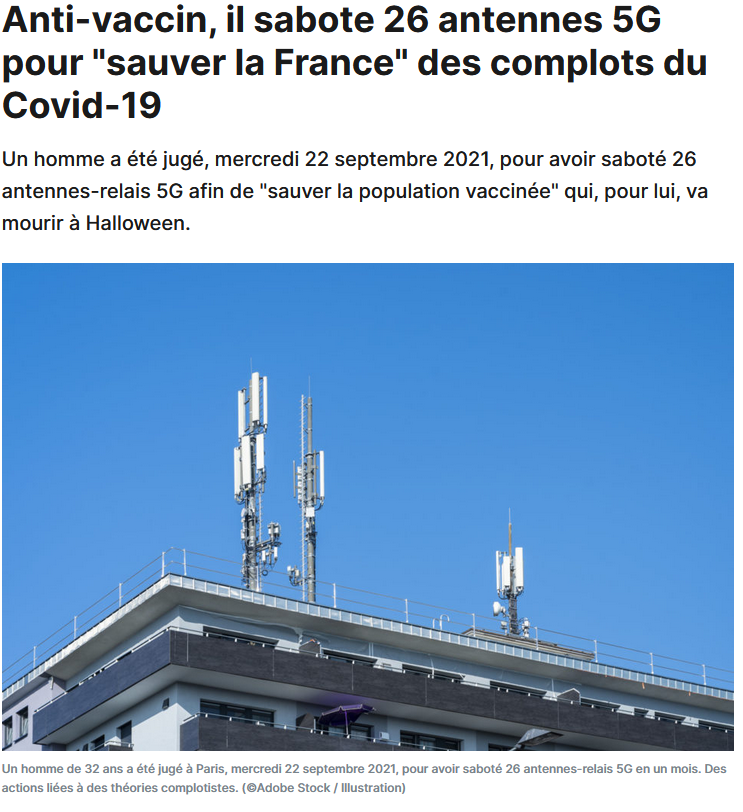 Anti-vaccin, il sabote 26 antennes 5G
pour "sauver la France" des complots du
Covid-19
Un homme a été jugé, mercredi 22 septembre 2021, pour avoir saboté 26
antennes-relais 5G afin de "sauver la population vaccinée" qui, pour lui, va
mourir à Halloween.
Un homme de 32 ans a été jugé à Paris, mercredi 22 septembre 2021, pour avoir saboté 26 antennes-relais 5G en un mois. Des
actions liées à des théories complotistes. (©Adobe Stock / Illustration)